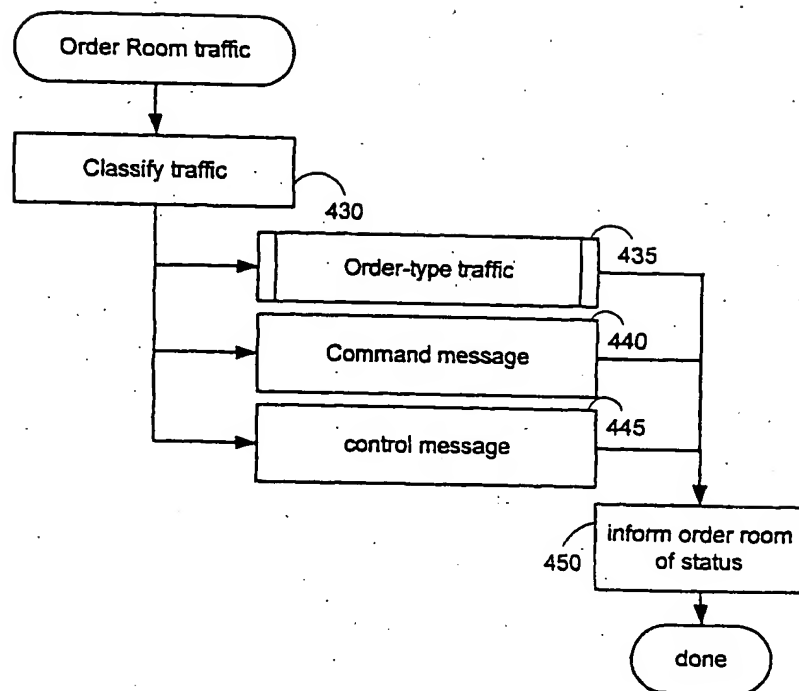 Order Room traffic
Classify traffic
430
Order-type traffic
435
Command message
440
control message
445
inform order room
of status
450
done